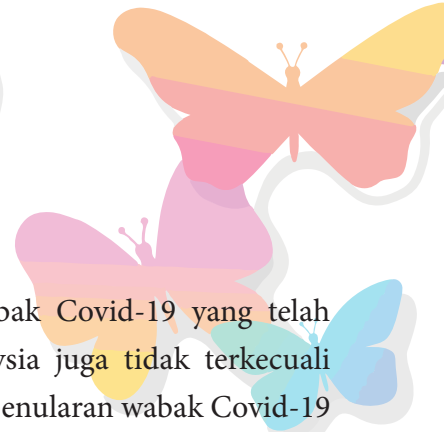 bak Covid-19 yang telah
ysia juga tidak terkecuali
enularan wabak Covid-19